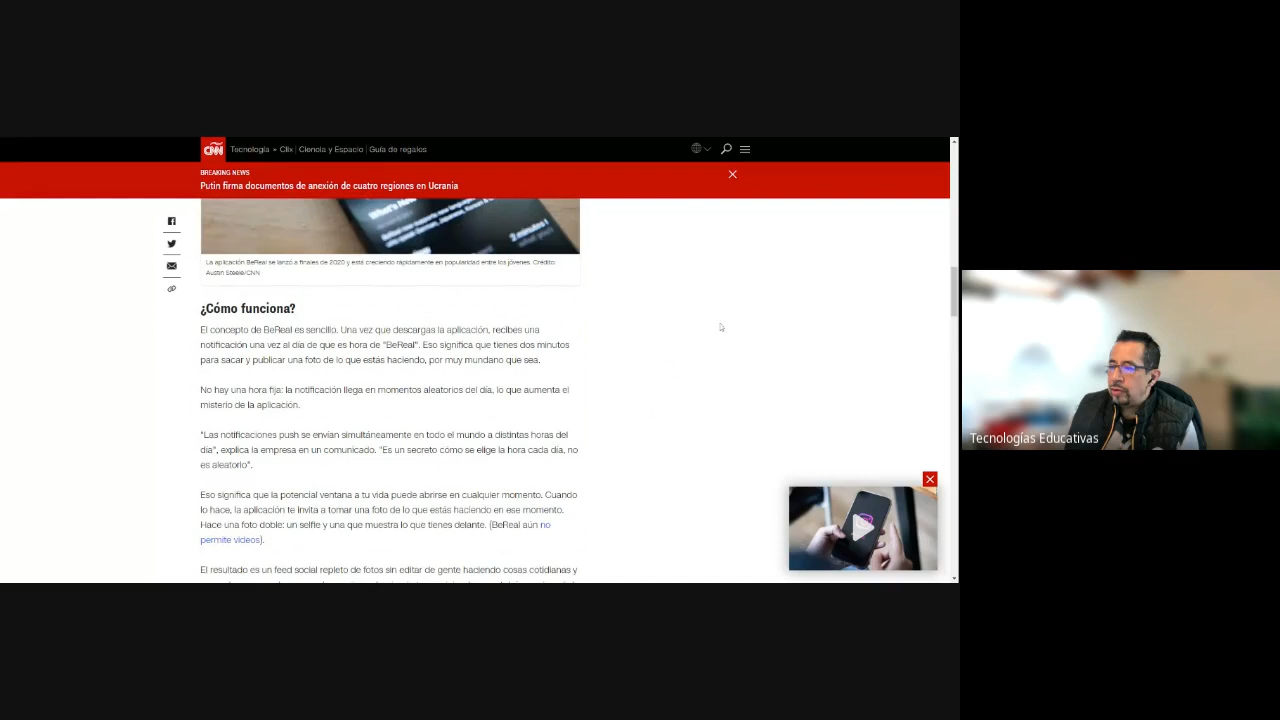 CNN
Tecnología • Clix | Ciencia y Espacio | Guía de regalos
BREAKING NEWS
Putin firma documentos de anexión de cuatro regiones en Ucrania
What's New
2 minutes t
La aplicación BeReal se lanzó a finales de 2020 y está creciendo rápidamente en popularidad entre los jóvenes. Crédito:
Austin Steele/CNN
¿Cómo funciona?
El concepto de BeReal es sencillo. Una vez que descargas la aplicación, recibes una
notificación una vez al día de que es hora de "BeReal". Eso significa que tienes dos minutos
para sacar y publicar una foto de lo que estás haciendo, por muy mundano que sea.
No hay una hora fija: la notificación llega en momentos aleatorios del día, lo que aumenta el
misterio de la aplicación.
"Las notificaciones push se envían simultáneamente en todo el mundo a distintas horas del
día", explica la empresa en un comunicado. "Es un secreto cómo se elige la hora cada día, no
es aleatorio".
Eso significa que la potencial ventana a tu vida puede abrirse en cualquier momento. Cuando
lo hace, la aplicación te invita a tomar una foto de lo que estás haciendo en ese momento.
Hace una foto doble: un selfie y una que muestra lo que tienes delante. (BeReal aún no
permite videos).
El resultado es un feed social repleto de fotos sin editar de gente haciendo cosas cotidianas y
Tecnologías Educativas